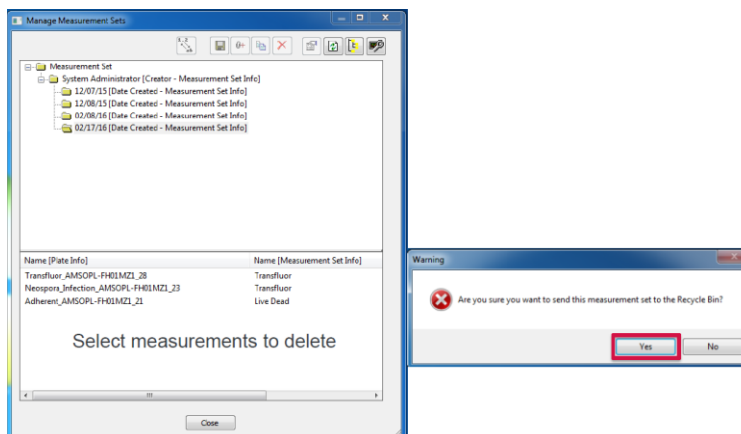 Manage Measurement Sets
Measurement Set
System Administrator [Creator - Measurement Set Info]
12/07/15 [Date Created - Measurement Set Info]
12/08/15 [Date Created - Measurement Set Info]
02/08/16 [Date Created - Measurement Set Info]
02/17/16 [Date Created - Measurement Set Info]
Name [Plate Info] Name [Measurement Set Info]
Transfluor_AMSOPL-FH01MZ1_28 Transfluor
Neospora_Infection_AMSOPL-FH01MZ1_23 Transfluor
Adherent_AMSOPL-FH01MZ1_21 Live Dead
Select measurements to delete
Close
Warning
Are you sure you want to send this measurement set to the Recycle Bin?
Yes No